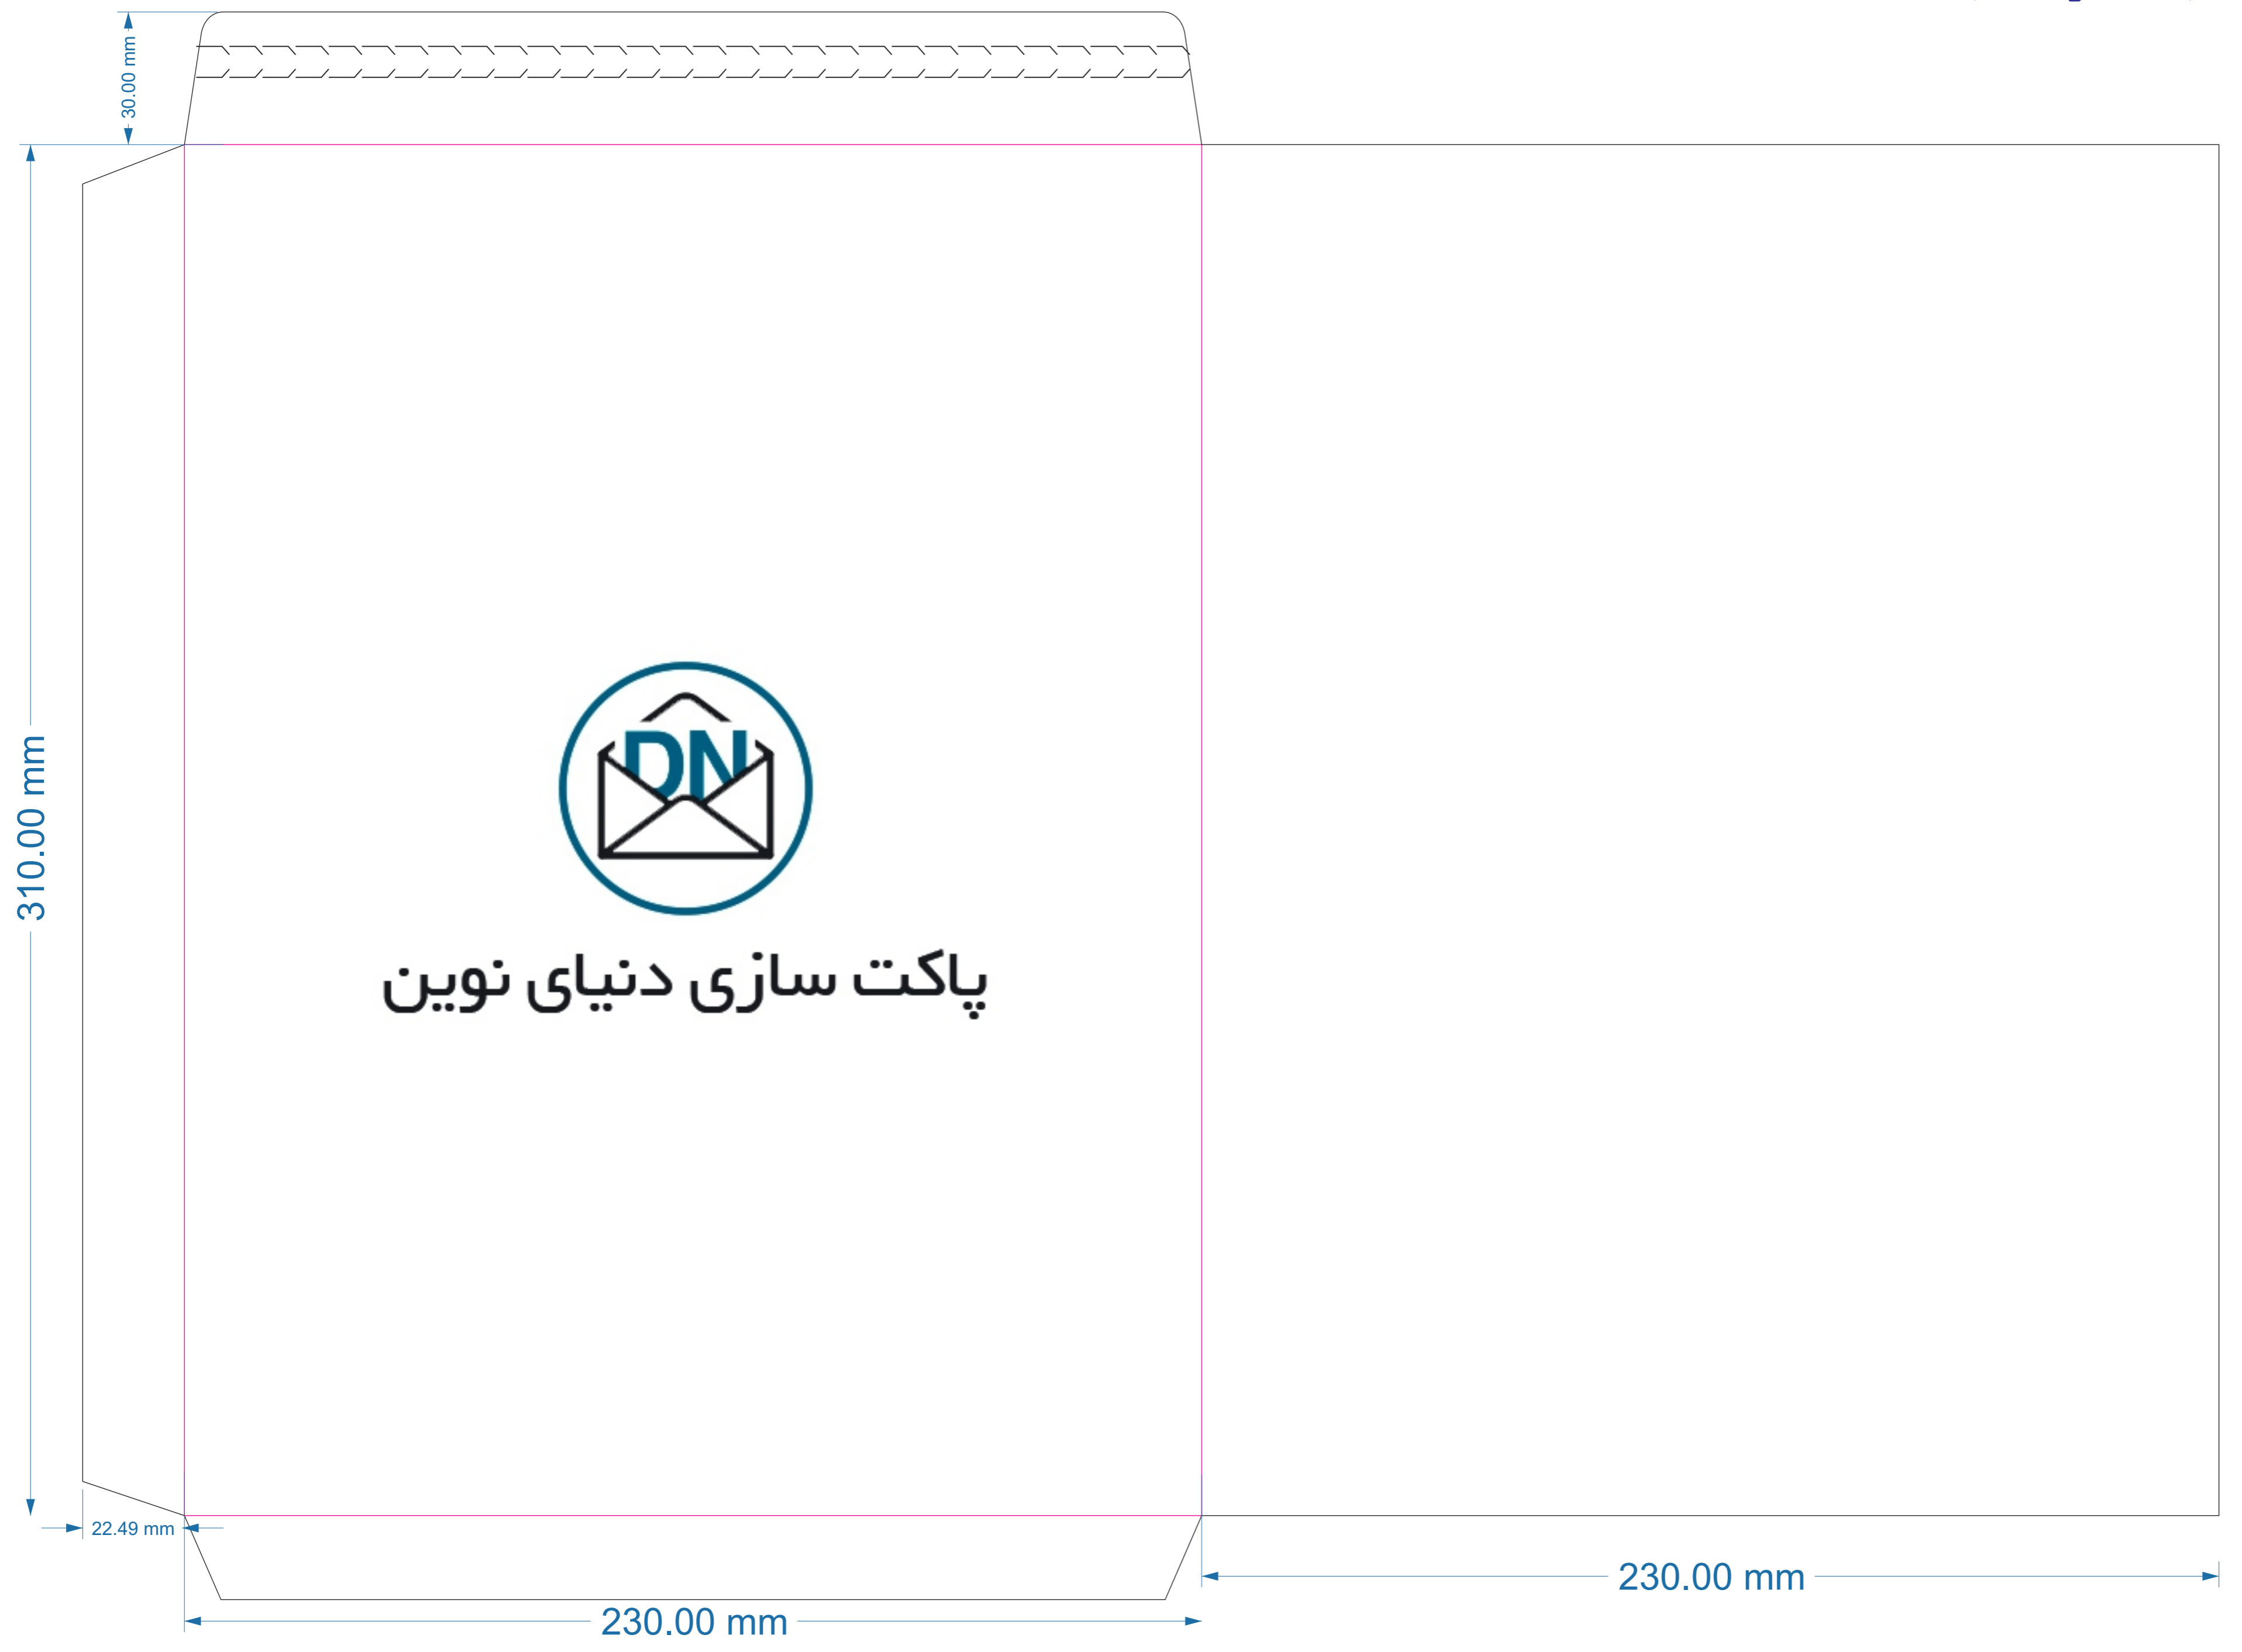 30.00 mm
310.00 mm
DN
پاکت سازی دنیای نوین
22.49 mm
230.00 mm
230.00 mm